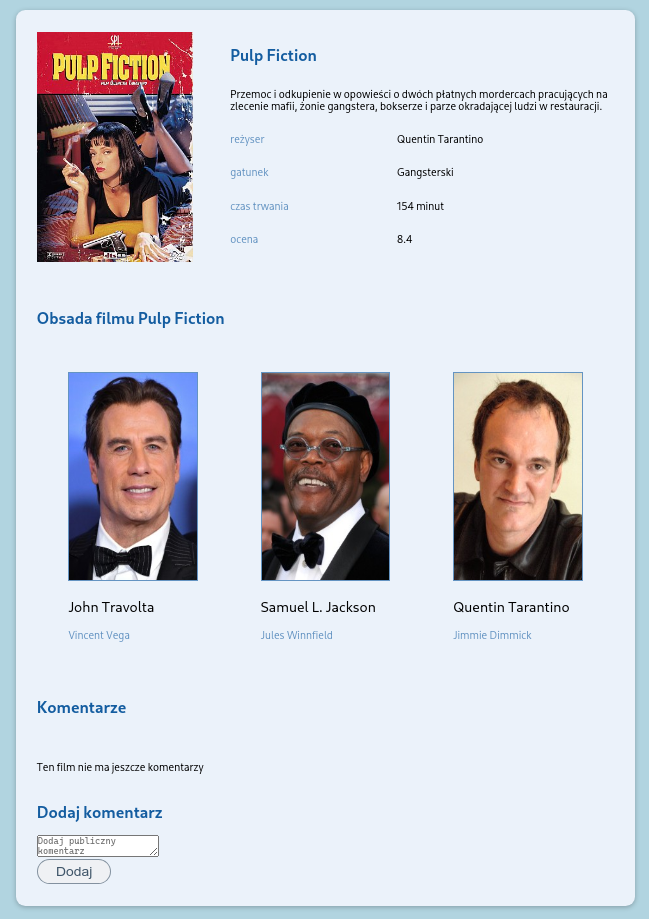 SPI
PULP FICTION
Pulp Fiction
Przemoc i odkupienie w opowieści o dwóch płatnych mordercach pracujących na
zlecenie mafii, żonie gangstera, bokserze i parze okradającej ludzi w restauracji.
reżyser Quentin Tarantino
gatunek Gangsterski
czas trwania 154 minut
ocena 8.4
Obsada filmu Pulp Fiction
John Travolta Samuel L. Jackson Quentin Tarantino
Vincent Vega Jules Winnfield Jimmie Dimmick
Komentarze
Ten film nie ma jeszcze komentarzy
Dodaj komentarz
Dodaj publiczny
komentarz
Dodaj